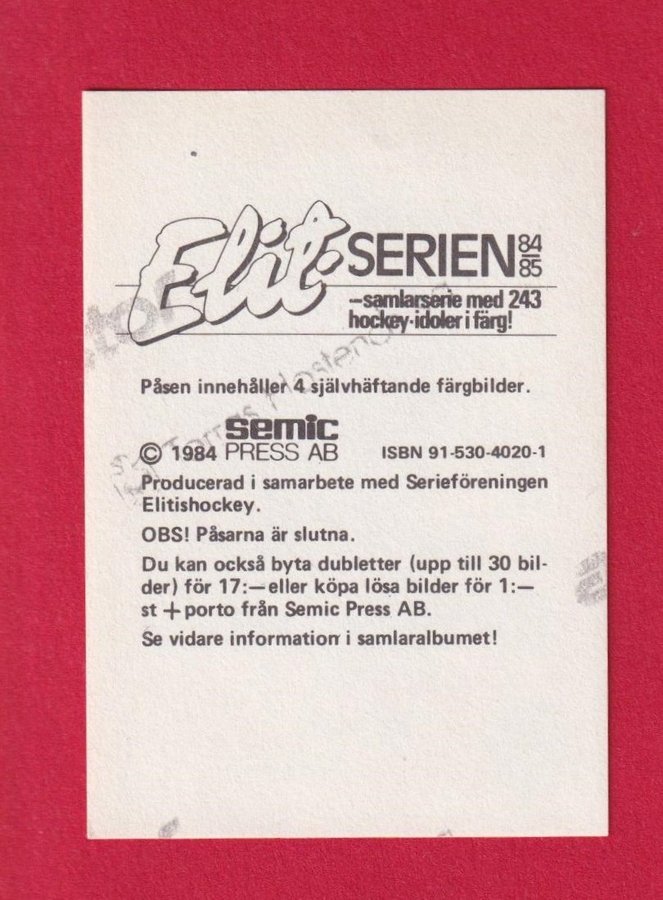 Elit-SERIEN 84/85
–samlarserie med 243
hockey-idoler i färg!
Påsen innehåller 4 självhäftande färgbilder.
semic
© 1984 PRESS AB ISBN 91-530-4020-1
Producerad i samarbete med Serieföreningen
Elitishockey.
OBS! Påsarna är slutna.
Du kan också byta dubletter (upp till 30 bil-
der) för 17:— eller köpa lösa bilder för 1:—
st + porto från Semic Press AB.
Se vidare information i samlaralbumet!